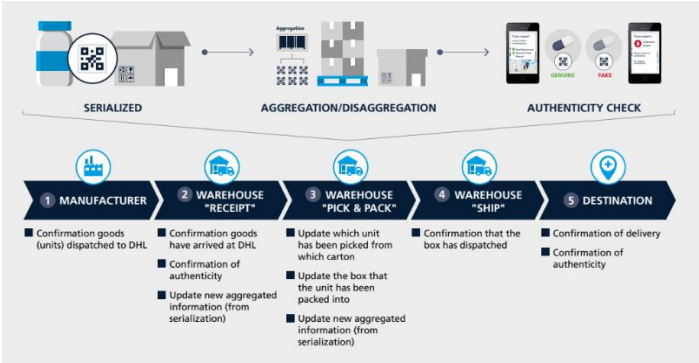 Aggregation
GENUINE
FAKE
SERIALIZED
AGGREGATION/DISAGGREGATION
AUTHENTICITY CHECK
1 MANUFACTURER
2 WAREHOUSE
"RECEIPT"
3 WAREHOUSE
"PICK & PACK"
4 WAREHOUSE
"SHIP"
5 DESTINATION
Confirmation goods
(units) dispatched to DHL
Confirmation goods
have arrived at DHL
Confirmation of
authenticity
Update new aggregated
information (from
serialization)
Update which unit
has been picked from
which carton
Update the box that
the unit has been
packed into
Update new aggregated
information (from
serialization)
Confirmation that the
box has dispatched
Confirmation of delivery
Confirmation of
authenticity